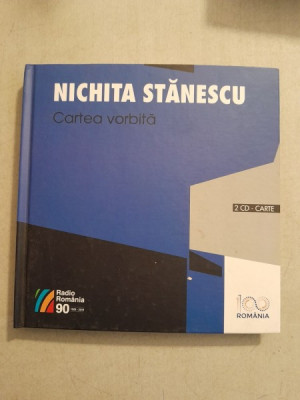 NICHITA STĂNESCU
Cartea vorbită
2 CD - CARTE
Radio
România
90
100
ROMÂNIA